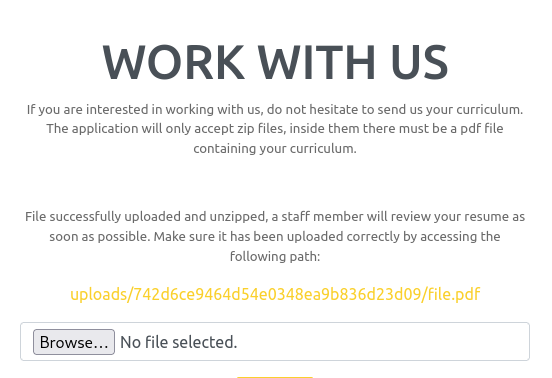 WORK WITH US
If you are interested in working with us, do not hesitate to send us your curriculum.
The application will only accept zip files, inside them there must be a pdf file
containing your curriculum.
File successfully uploaded and unzipped, a staff member will review your resume as
soon as possible. Make sure it has been uploaded correctly by accessing the
following path:
uploads/742d6ce9464d54e0348ea9b836d23d09/file.pdf
Browse... No file selected.